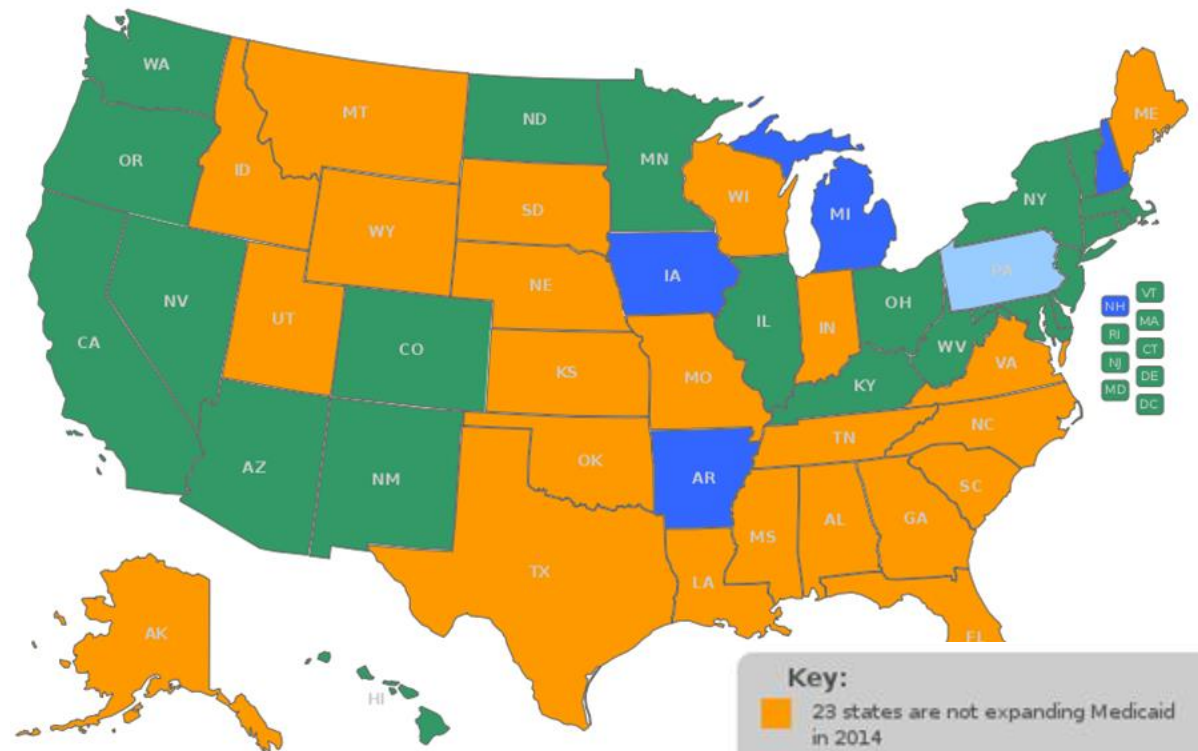 WA
MT
ND
MN
ME
OR
ID
SD
WI
MI
NY
WY
IA
PA
NE
NV
UT
IL
IN
OH
CA
CO
KS
MO
WV
VA
KY
NH
VT
RI
MA
NJ
CT
MD
DE
DC
AZ
NM
OK
AR
TN
NC
SC
MS
AL
GA
TX
LA
AK
FL
HI
Key:
23 states are not expanding Medicaid
in 2014